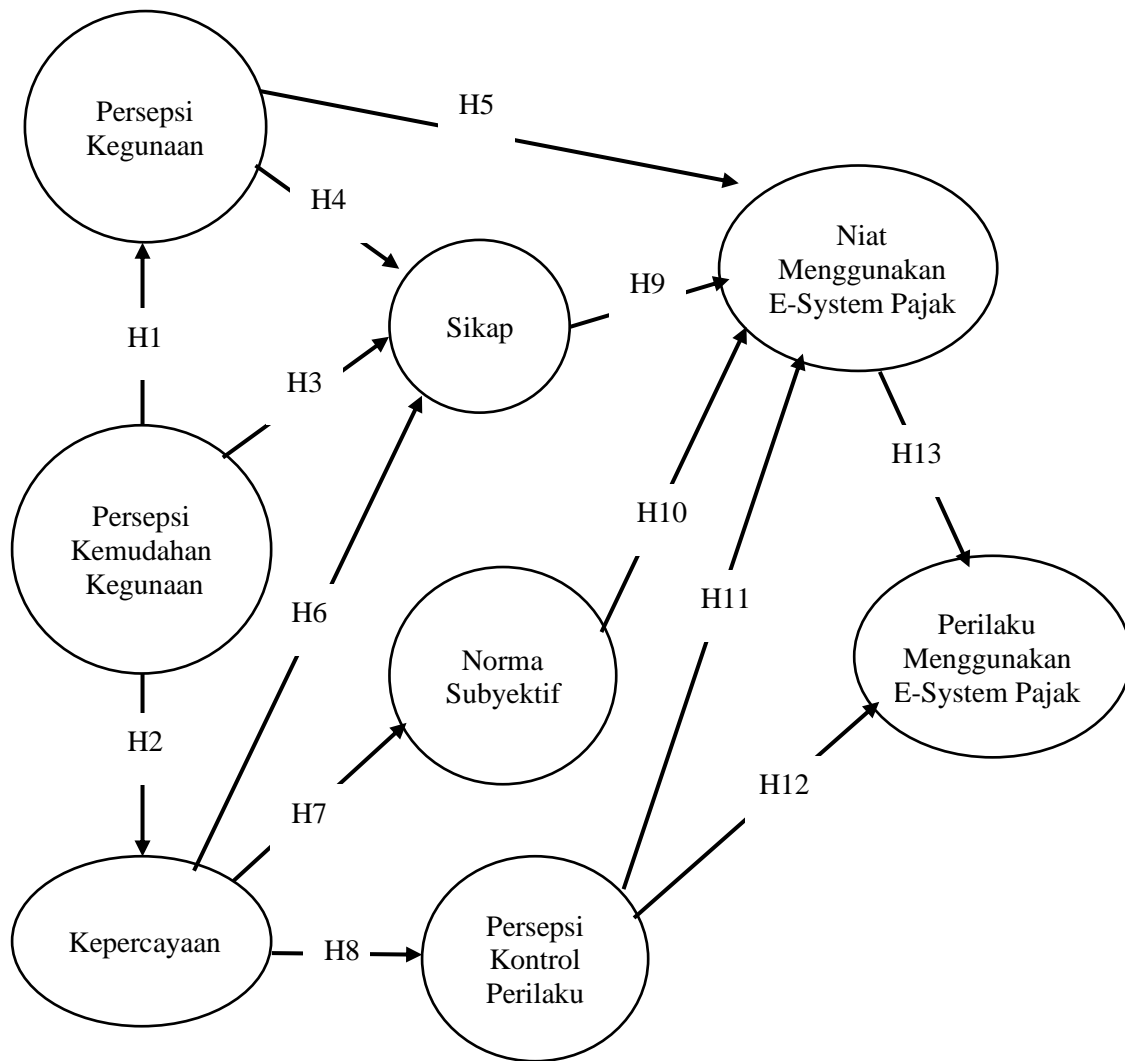 Persepsi
Kegunaan
H5
H4
Niat
Menggunakan
E-System Pajak
H9
Sikap
H1
H3
H13
H10
Persepsi
Kemudahan
Kegunaan
H6
H11
Norma
Subyektif
Perilaku
Menggunakan
E-System Pajak
H2
H7
H12
Kepercayaan
H8
Persepsi
Kontrol
Perilaku